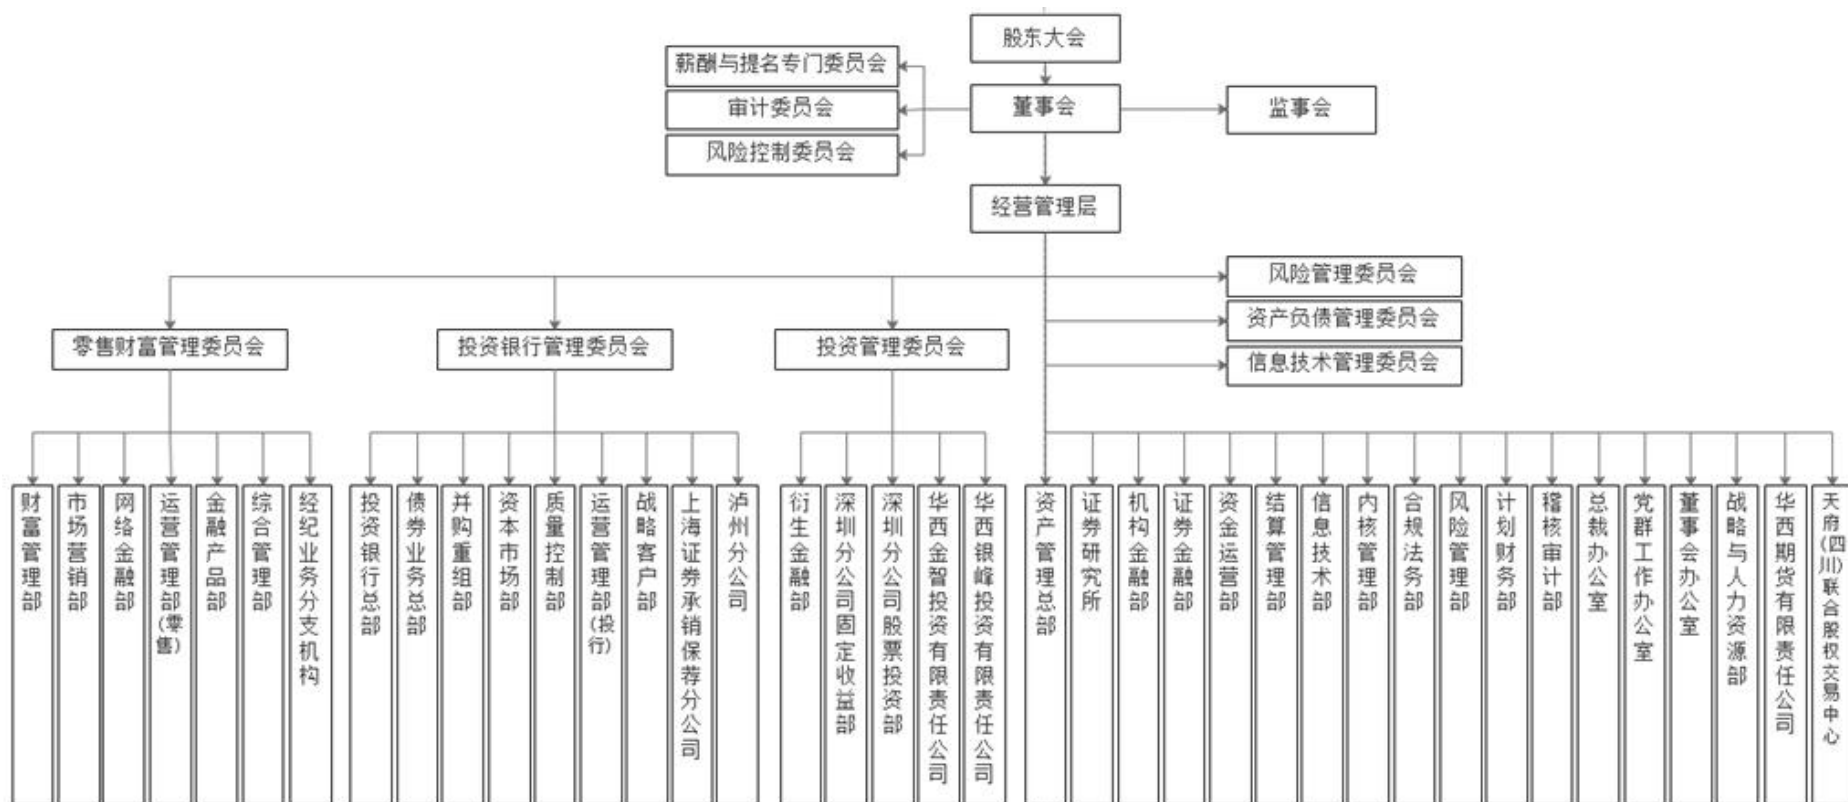 股东大会
薪酬与提名专门委员会
审计委员会
风险控制委员会
董事会
监事会
经营管理层
风险管理委员会
资产负债管理委员会
信息技术管理委员会
零售财富管理委员会
投资银行管理委员会
投资管理委员会
财富管理部
市场营销部
网络金融部
运营管理部(零售)
金融产品部
综合管理部
经纪业务分支机构
投资银行总部
债券业务总部
并购重组部
资本市场部
质量控制部
运营管理部(投行)
战略客户部
上海证券承销保荐分公司
泸州分公司
衍生金融部
深圳分公司固定收益部
深圳分公司股票投资部
华西金智投资有限责任公司
华西银峰投资有限责任公司
资产管理总部
证券研究所
机构金融部
证券金融部
资金运营部
结算管理部
信息技术部
内核管理部
合规法务部
风险管理部
计划财务部
稽核审计部
总裁办公室
党群工作办公室
董事会办公室
战略与人力资源部
华西期货有限责任公司
天府(四川)联合股权交易中心